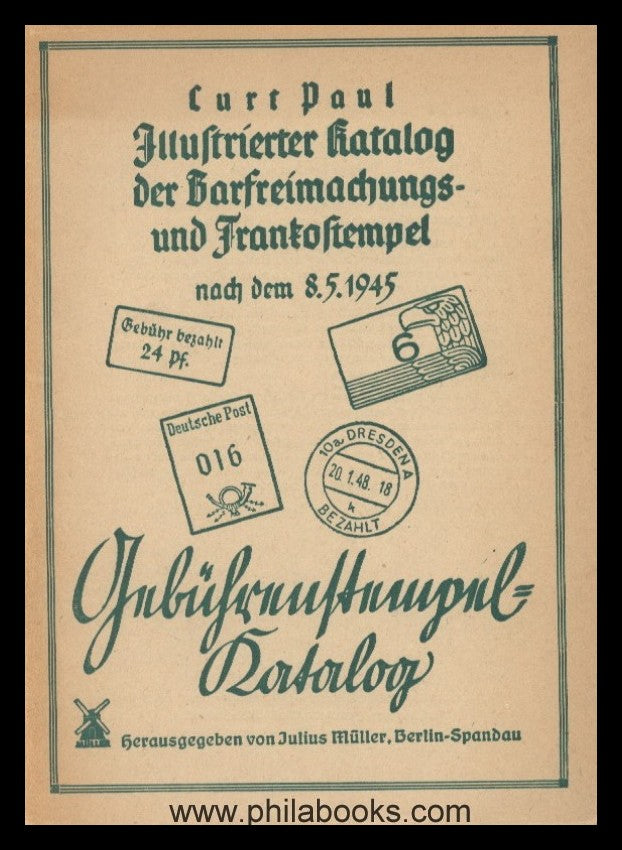 Curt Paul
Illustrierter Katalog
der Barfreimachungs-
und Frankostempel
nach dem 8.5.1945
Gebühr bezahlt
24 Pf.
6
Deutsche Post
016
10a DRESDEN A
20.1.48. 18
k
BEZAHLT
Gebührenstempel-
Katalog
MÜLLER
Herausgegeben von Julius Müller, Berlin-Spandau
www.philabooks.com